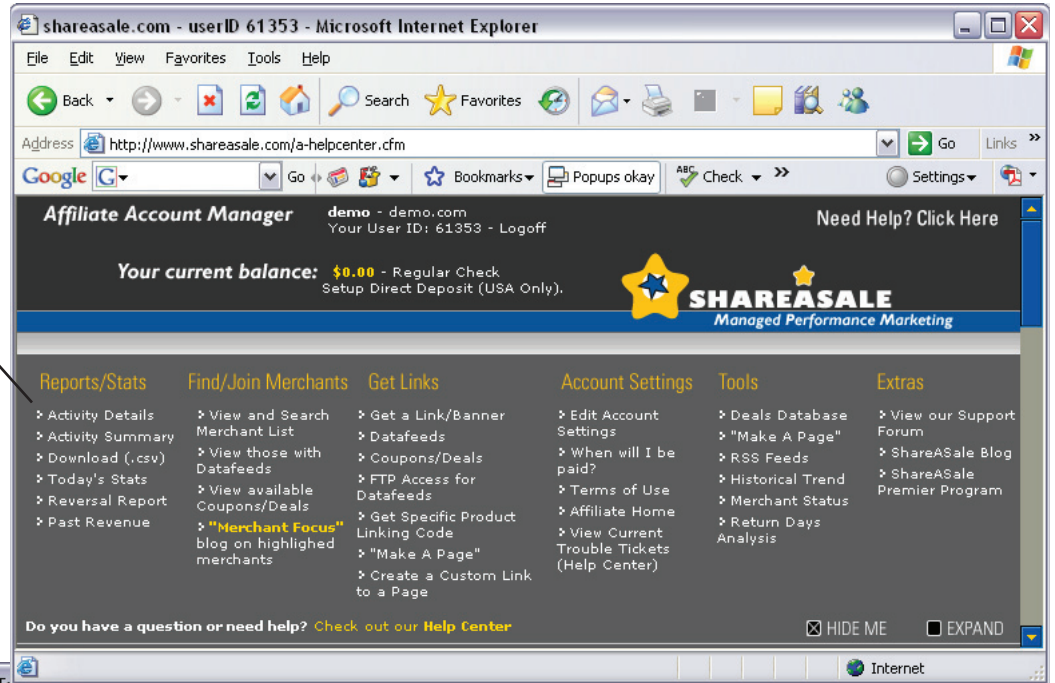 shareasale.com - userID 61353 - Microsoft Internet Explorer
File Edit View Favorites Tools Help
Back Search Favorites
Address http://www.shareasale.com/a-helpcenter.cfm Go Links »
Google G Go Bookmarks Popups okay ABC Check » Settings
Affiliate Account Manager demo - demo.com Need Help? Click Here
Your User ID: 61353 - Logoff
Your current balance: $0.00 - Regular Check
Setup Direct Deposit (USA Only).
SHAREASALE
Managed Performance Marketing
Reports/Stats
Activity Details
Activity Summary
Download (.csv)
Today's Stats
Reversal Report
Past Revenue
Find/Join Merchants
View and Search
Merchant List
View those with
Datafeeds
View available
Coupons/Deals
"Merchant Focus"
blog on highlighed
merchants
Get Links
Get a Link/Banner
Datafeeds
Coupons/Deals
FTP Access for
Datafeeds
Get Specific Product
Linking Code
"Make A Page"
Create a Custom Link
to a Page
Account Settings
Edit Account
Settings
When will I be
paid?
Terms of Use
Affiliate Home
View Current
Trouble Tickets
(Help Center)
Tools
Deals Database
"Make A Page"
RSS Feeds
Historical Trend
Merchant Status
Return Days
Analysis
Extras
View our Support
Forum
ShareASale Blog
ShareASale
Premier Program
Do you have a question or need help? Check out our Help Center HIDE ME EXPAND
Internet